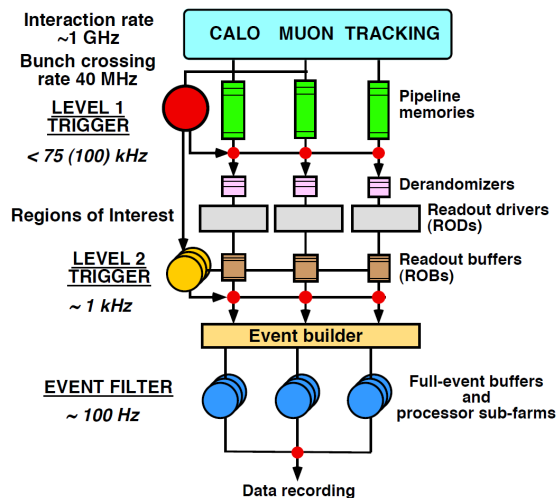 Interaction rate
~1 GHz
CALO MUON TRACKING
Bunch crossing
rate 40 MHz
LEVEL 1
TRIGGER
Pipeline
memories
< 75 (100) kHz
Derandomizers
Regions of Interest
Readout drivers
(RODs)
LEVEL 2
TRIGGER
Readout buffers
(ROBs)
~ 1 kHz
Event builder
EVENT FILTER
~ 100 Hz
Full-event buffers
and
processor sub-farms
Data recording